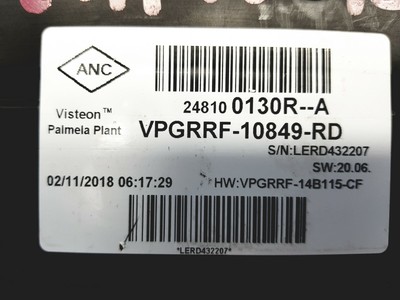 ANC
24810 0130R--A
Visteon™
Palmela Plant
VPGRRF-10849-RD
S/N:LERD432207
SW:20.06.
02/11/2018 06:17:29
HW:VPGRRF-14B115-CF
*LERD432207*